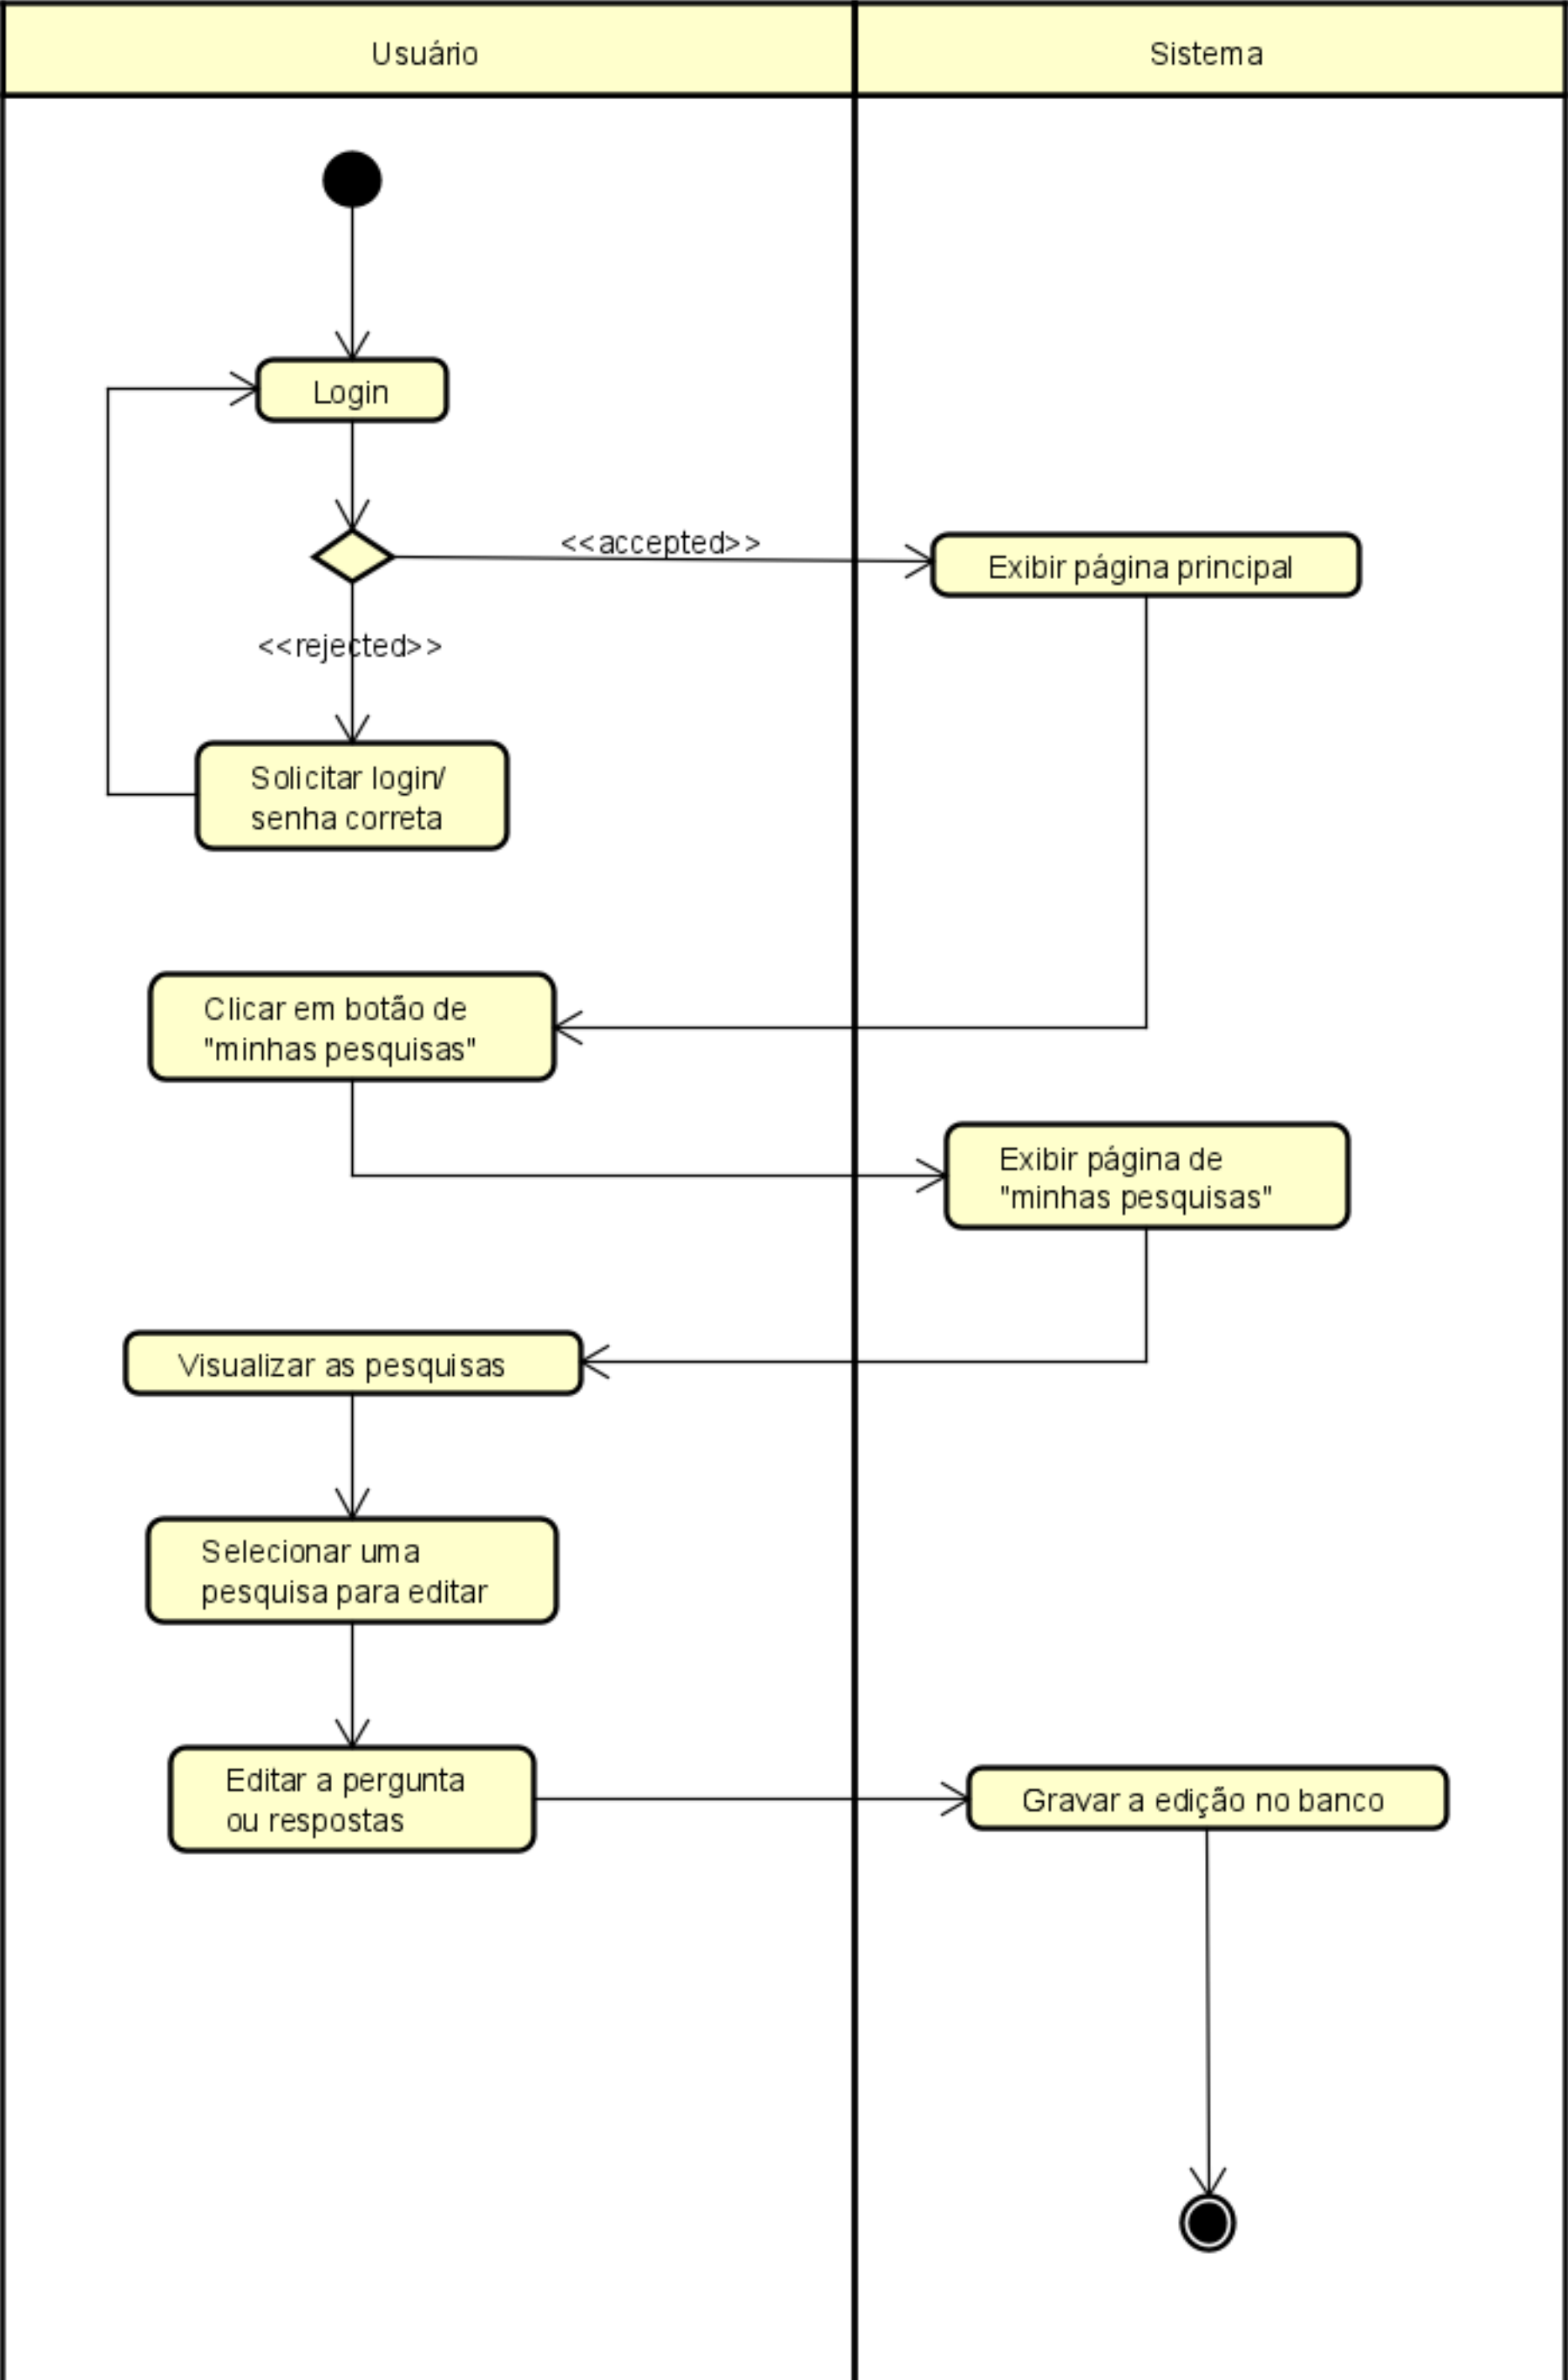 Usuário
Sistema
Login
<<accepted>>
Exibir página principal
<<rejected>>
Solicitar login/
senha correta
Clicar em botão de
"minhas pesquisas"
Exibir página de
"minhas pesquisas"
Visualizar as pesquisas
Selecionar uma
pesquisa para editar
Editar a pergunta
ou respostas
Gravar a edição no banco